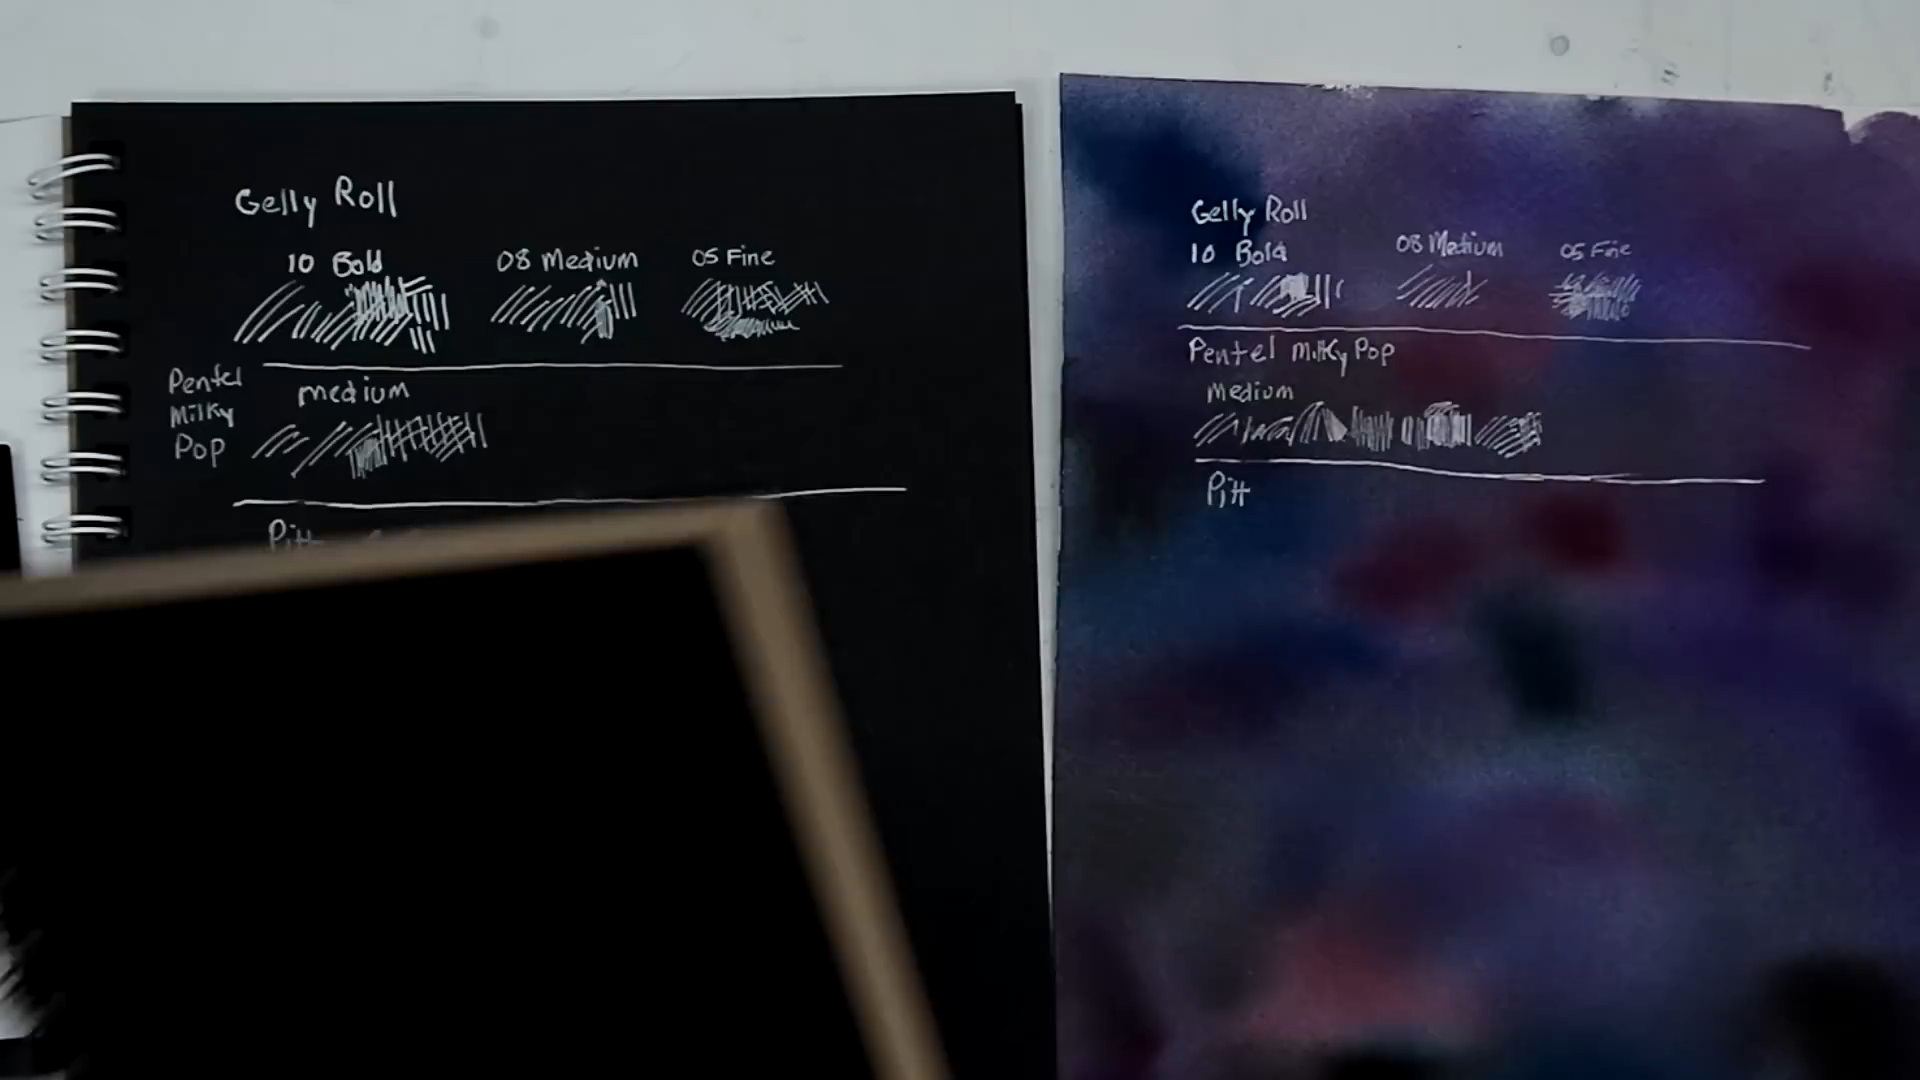 Gelly Roll
10 Bold 08 Medium 05 Fine
Pentel
Milky
Pop
medium
Pitt
Gelly Roll
10 Bold 08 Medium 05 Fine
Pentel Milky Pop
Medium
Pitt